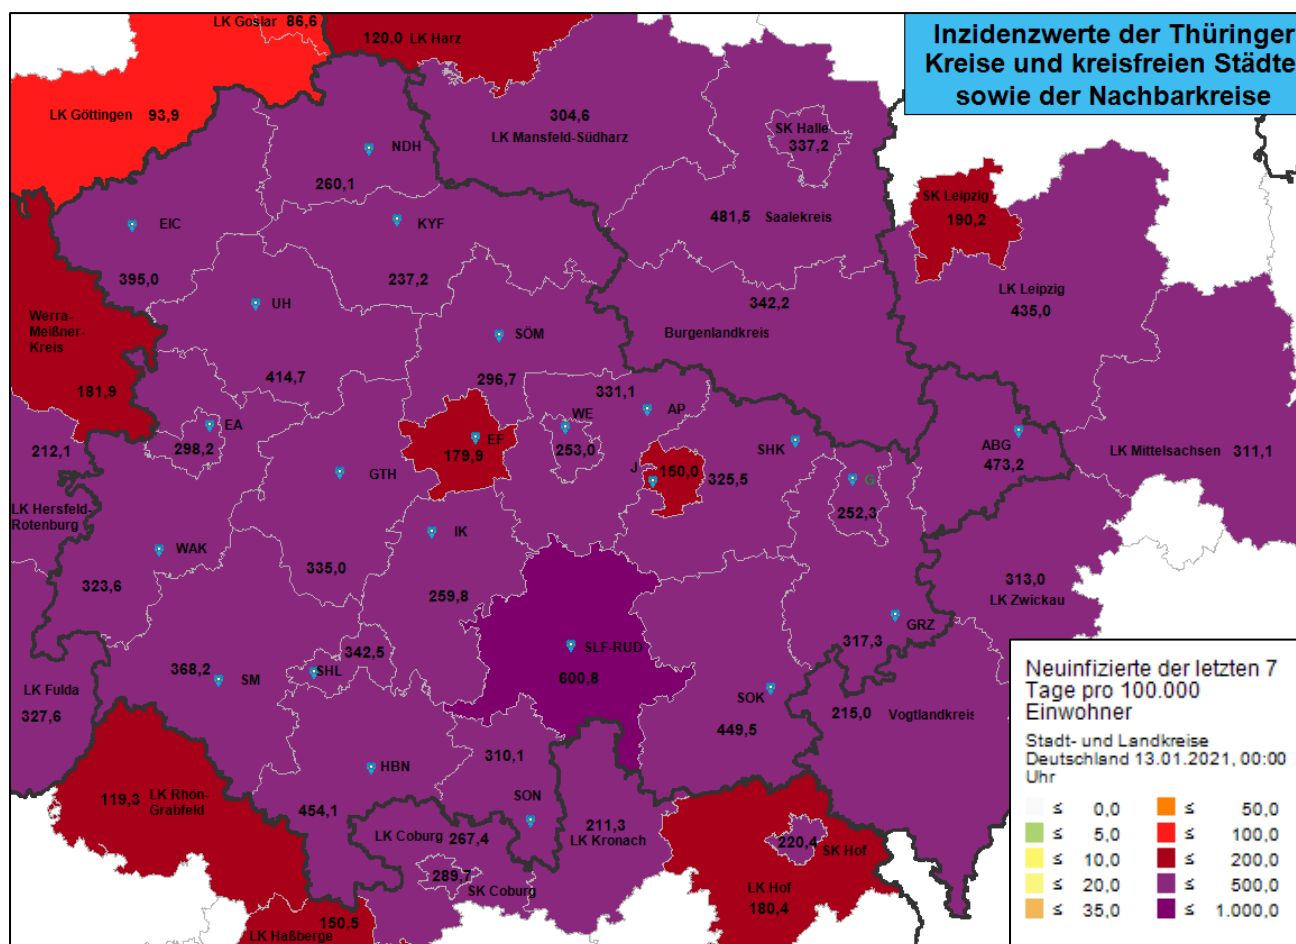 LK Goslar 86,6
120,0 LK Harz
Inzidenzwerte der Thüringer
Kreise und kreisfreien Städte
sowie der Nachbarkreise
LK Göttingen 93,9
304,6
LK Mansfeld-Südharz
SK Halle
337,2
NDH
260,1
SK Leipzig
190,2
EIC
395,0
KYF
237,2
481,5 Saalekreis
UH
414,7
342,2
Burgenlandkreis
LK Leipzig
435,0
Werra-
Meißner-
Kreis
181,9
SÖM
296,7
331,1
AP
WE
253,0
EA
298,2
EF
179,9
212,1
LK Hersfeld-
Rotenburg
GTH
335,0
J
150,0
325,5
SHK
G
252,3
ABG
473,2
LK Mittelsachsen 311,1
WAK
323,6
IK
259,8
313,0
LK Zwickau
GRZ
317,3
SLF-RUD
600,8
342,5
SHL
368,2
SM
LK Fulda
327,6
SOK
449,5
215,0
Vogtlandkreis
HBN
454,1
310,1
SON
119,3 LK Rhön-
Grabfeld
LK Coburg 267,4
289,7
SK Coburg
211,3
LK Kronach
220,4
SK Hof
LK Hof
180,4
150,5
LK Haßberge
Neuinfizierte der letzten 7
Tage pro 100.000
Einwohner
Stadt- und Landkreise
Deutschland 13.01.2021, 00:00
Uhr
≤ 0,0
≤ 5,0
≤ 10,0
≤ 20,0
≤ 35,0
≤ 50,0
≤ 100,0
≤ 200,0
≤ 500,0
≤ 1.000,0